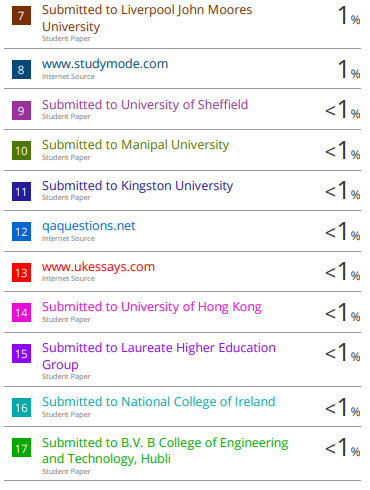 7
Submitted to Liverpool John Moores
University
Student Paper
1%
8
www.studymode.com
Internet Source
1%
9
Submitted to University of Sheffield
Student Paper
<1%
10
Submitted to Manipal University
Student Paper
<1%
11
Submitted to Kingston University
Student Paper
<1%
12
qaquestions.net
Internet Source
<1%
13
www.ukessays.com
Internet Source
<1%
14
Submitted to University of Hong Kong
Student Paper
<1%
15
Submitted to Laureate Higher Education
Group
Student Paper
<1%
16
Submitted to National College of Ireland
Student Paper
<1%
17
Submitted to B.V. B College of Engineering
and Technology, Hubli
Student Paper
<1%